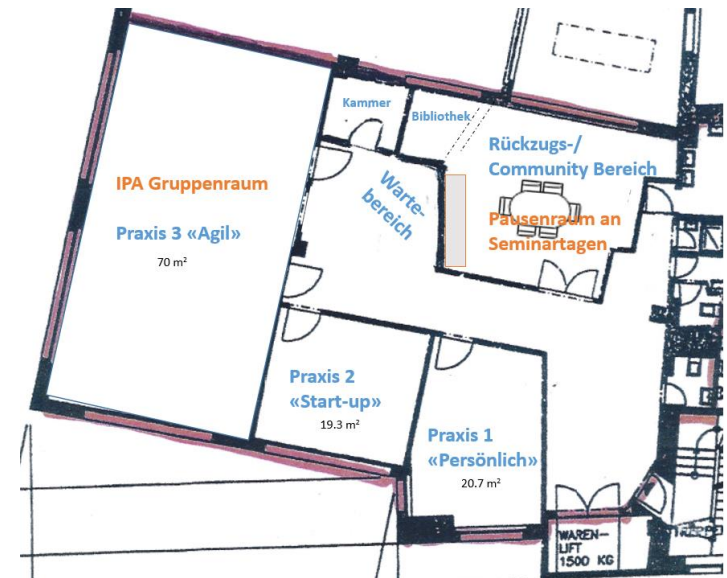 Kammer
Bibliothek
Rückzugs-/
Community Bereich
Warte-
bereich
IPA Gruppenraum
Praxis 3 «Agil»
70 m²
Pausenraum an
Seminartagen
Praxis 2
«Start-up»
19.3 m²
Praxis 1
«Persönlich»
20.7 m²
WAREN-
LIFT
1500 KG